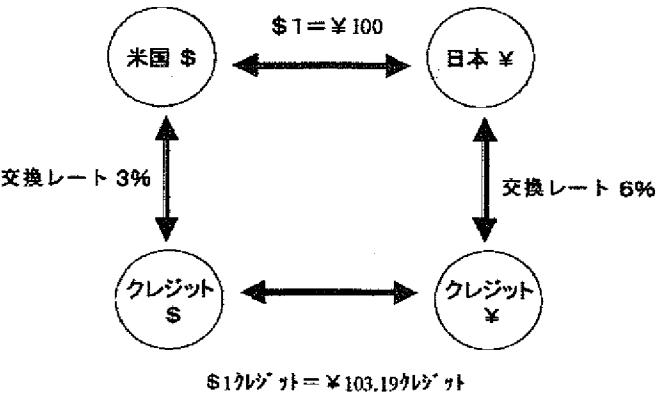 $1=¥100
米国 $
日本 ¥
交換レート 3%
交換レート 6%
クレジット
$
クレジット
¥
$1クレジット=¥103.19クレジット